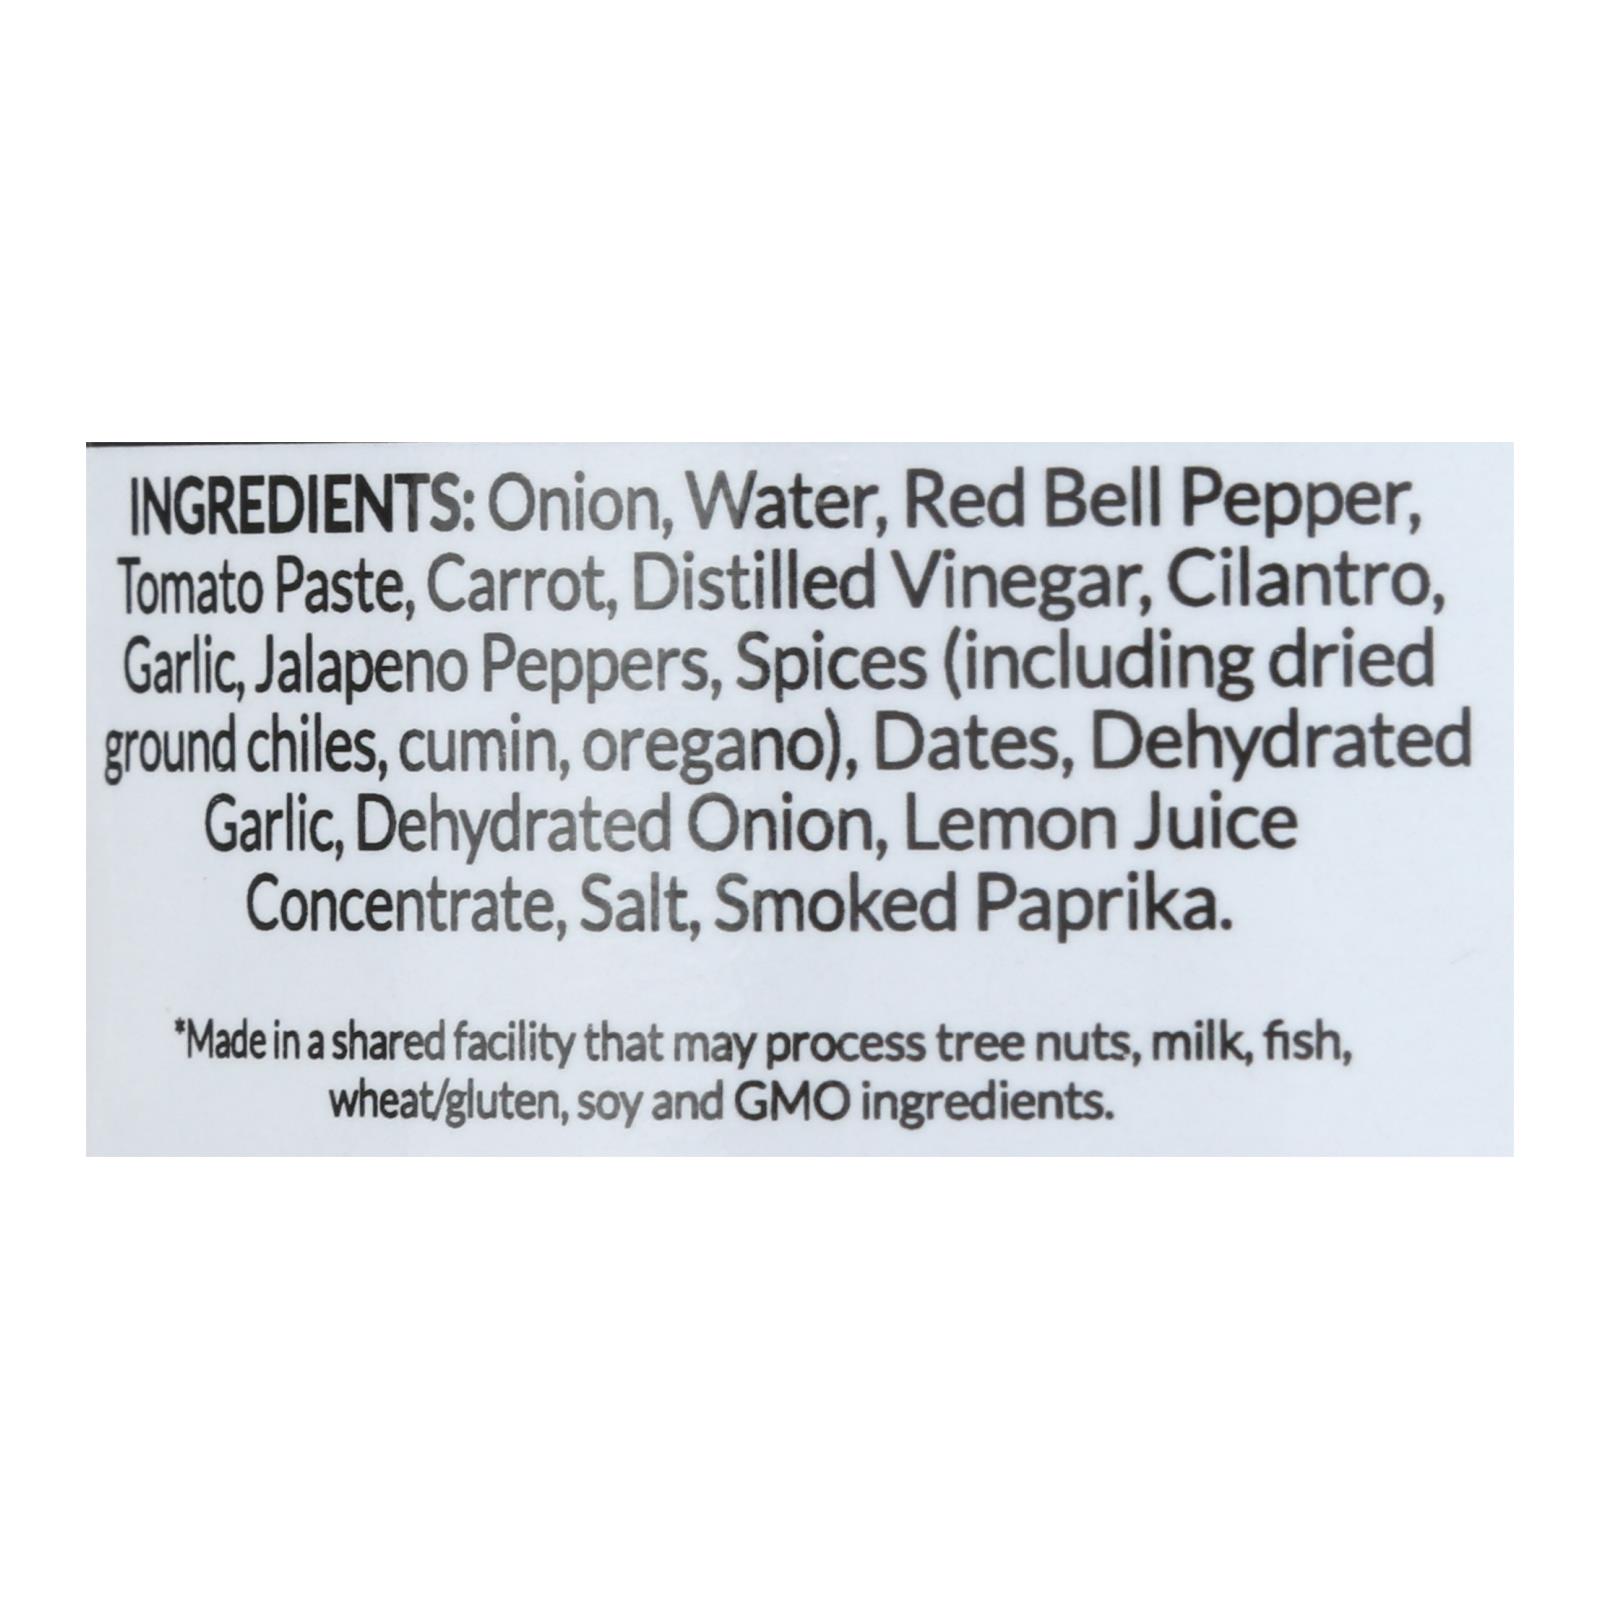 INGREDIENTS: Onion, Water, Red Bell Pepper,
Tomato Paste, Carrot, Distilled Vinegar, Cilantro,
Garlic, Jalapeno Peppers, Spices (including dried
ground chiles, cumin, oregano), Dates, Dehydrated
Garlic, Dehydrated Onion, Lemon Juice
Concentrate, Salt, Smoked Paprika.
*Made in a shared facility that may process tree nuts, milk, fish,
wheat/gluten, soy and GMO ingredients.